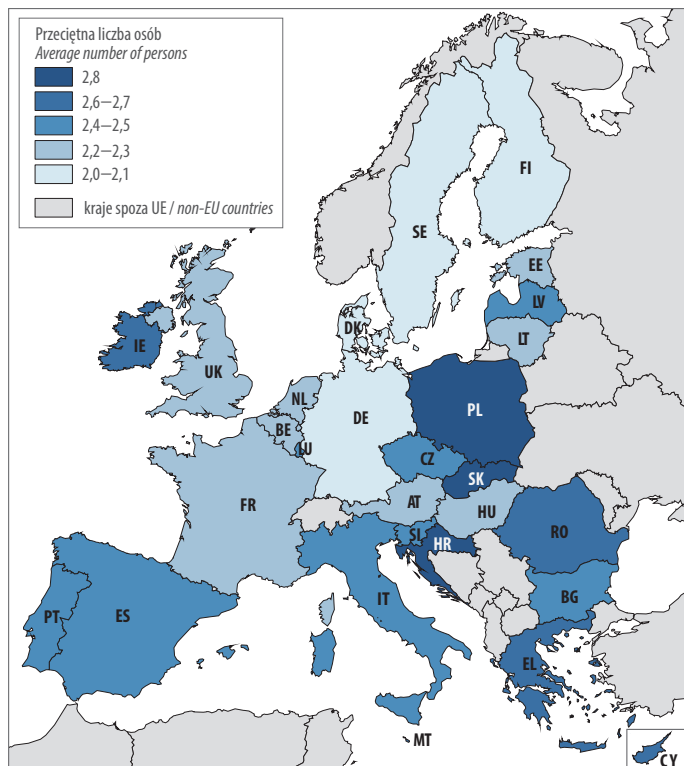 Przeciętna liczba osób
Average number of persons
2,8
2,6–2,7
2,4–2,5
2,2–2,3
2,0–2,1
kraje spoza UE / non-EU countries
FI
SE
EE
LV
DK
LT
IE
UK
NL
PL
BE
DE
LU
CZ
SK
FR
AT
HU
RO
SI
HR
PT
ES
IT
BG
EL
MT
CY